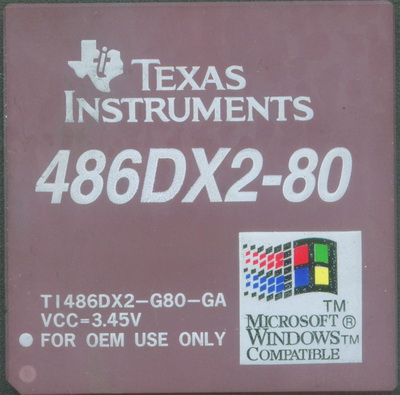 TEXAS
INSTRUMENTS
486DX2-80
TI486DX2-G80-GA
VCC=3.45V
FOR OEM USE ONLY
TM
MICROSOFT®
WINDOWS™
COMPATIBLE